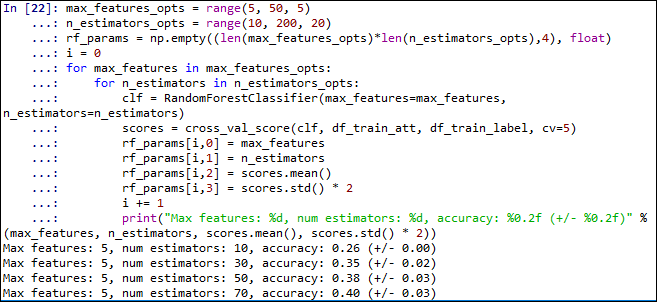 In [22]: max_features_opts = range(5, 50, 5)
    ...: n_estimators_opts = range(10, 200, 20)
    ...: rf_params = np.empty((len(max_features_opts)*len(n_estimators_opts),4), float)
    ...: i = 0
    ...: for max_features in max_features_opts:
    ...:     for n_estimators in n_estimators_opts:
    ...:         clf = RandomForestClassifier(max_features=max_features,
n_estimators=n_estimators)
    ...:         scores = cross_val_score(clf, df_train_att, df_train_label, cv=5)
    ...:         rf_params[i,0] = max_features
    ...:         rf_params[i,1] = n_estimators
    ...:         rf_params[i,2] = scores.mean()
    ...:         rf_params[i,3] = scores.std() * 2
    ...:         i += 1
    ...:         print("Max features: %d, num estimators: %d, accuracy: %0.2f (+/- %0.2f)" %
(max_features, n_estimators, scores.mean(), scores.std() * 2))
Max features: 5, num estimators: 10, accuracy: 0.26 (+/- 0.00)
Max features: 5, num estimators: 30, accuracy: 0.35 (+/- 0.02)
Max features: 5, num estimators: 50, accuracy: 0.38 (+/- 0.03)
Max features: 5, num estimators: 70, accuracy: 0.40 (+/- 0.03)